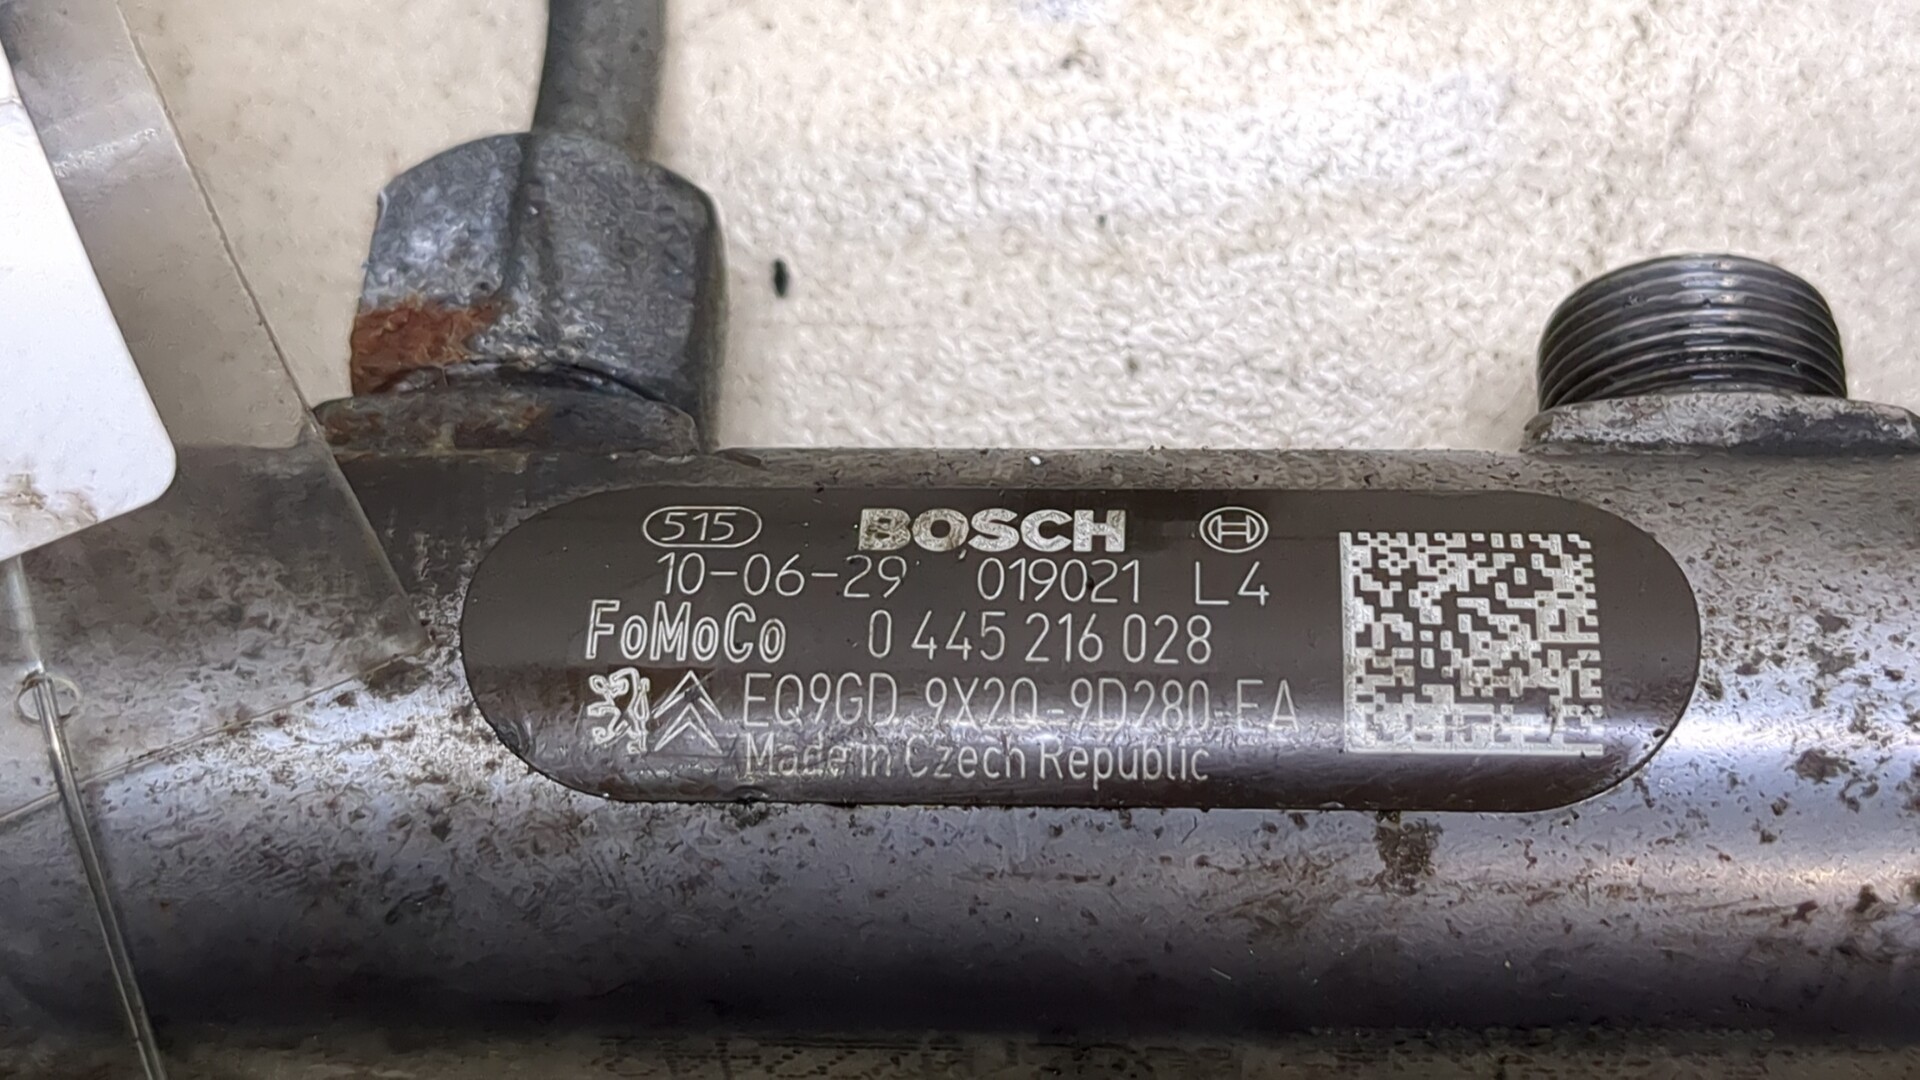 515 BOSCH
10-06-29 019021 L4
FoMoCo 0 445 216 028
EQ9GD 9X2Q-9D280-EA
Made in Czech Republic